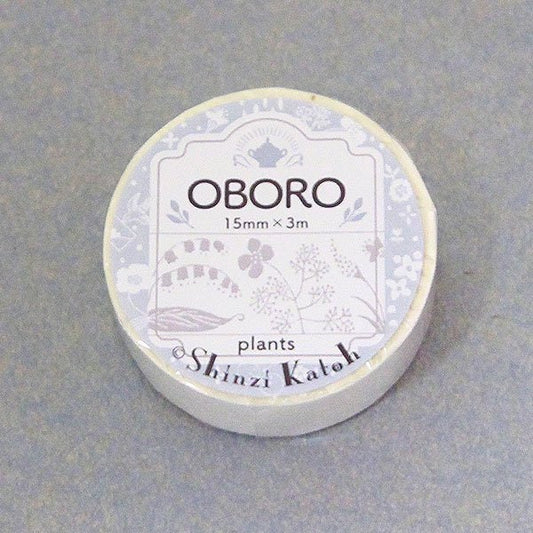 OBORO
15mm × 3m
plants
© Shinzi Katoh